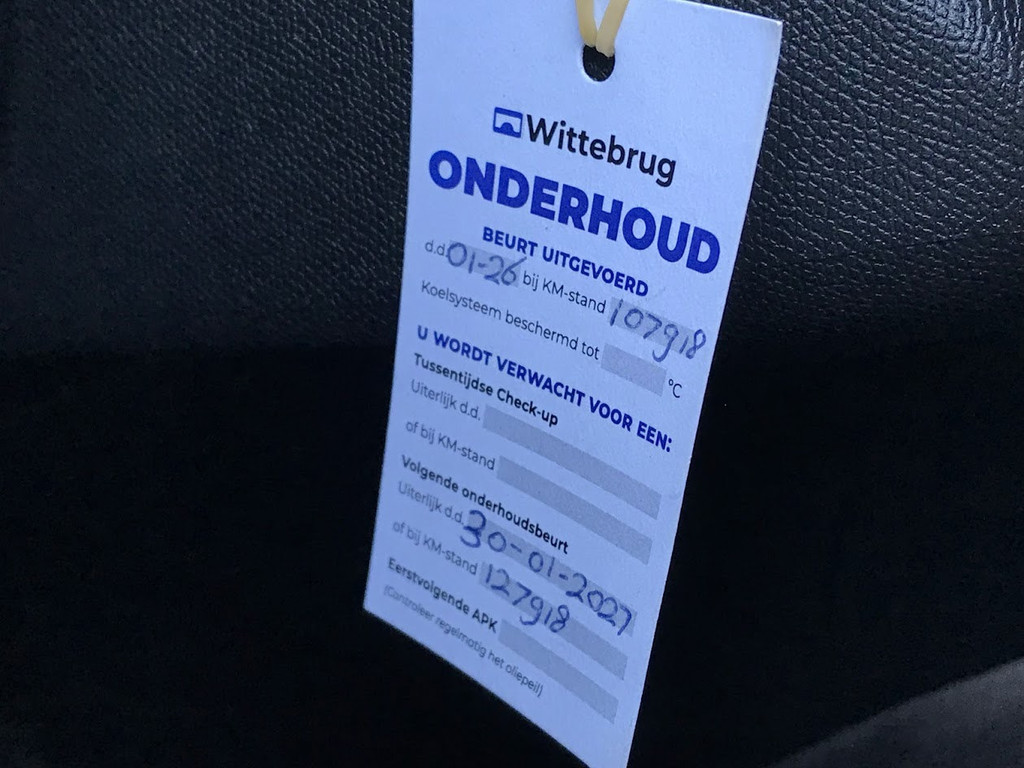 Wittebrug
ONDERHOUD
BEURT UITGEVOERD
d.d. 01-26 bij KM-stand 107918
Koelsysteem beschermd tot °C
U WORDT VERWACHT VOOR EEN:
Tussentijdse Check-up
Uiterlijk d.d.
of bij KM-stand
Volgende onderhoudsbeurt
Uiterlijk d.d. 30-01-2027
of bij KM-stand 127918
Eerstvolgende APK
(Controleer regelmatig het oliepeil)